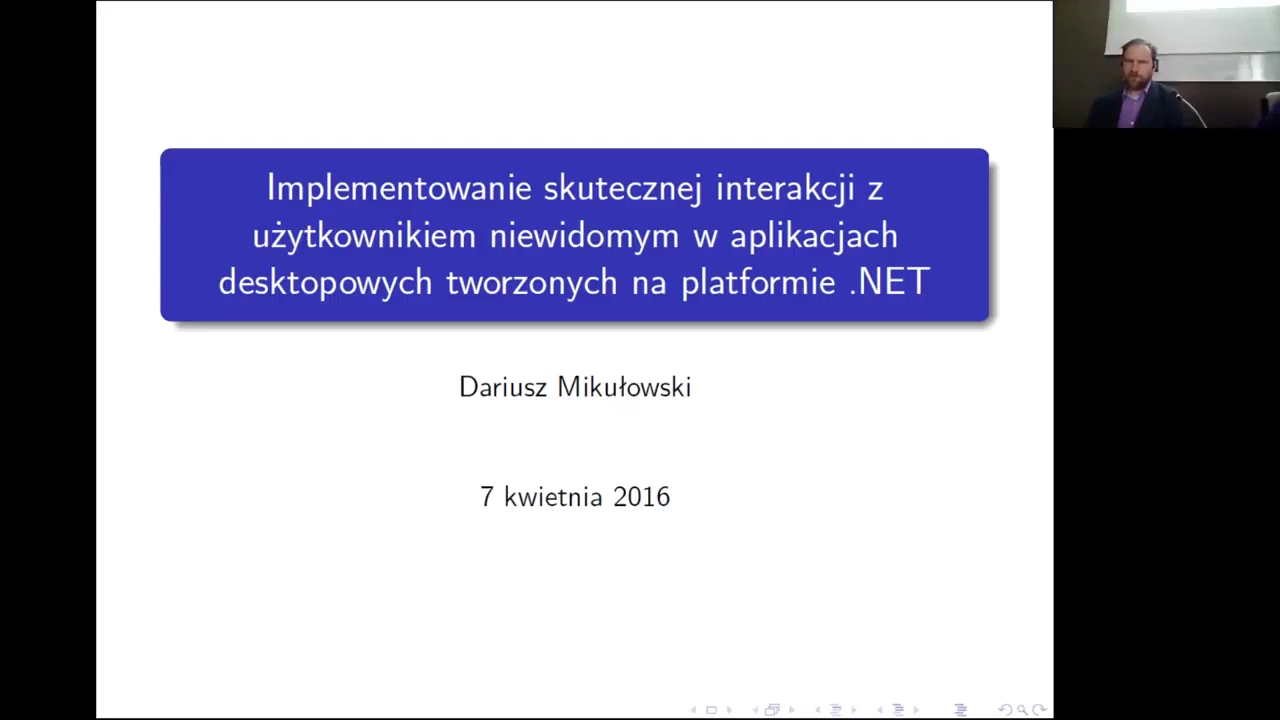 Implementowanie skutecznej interakcji z
użytkownikiem niewidomym w aplikacjach
desktopowych tworzonych na platformie .NET
Dariusz Mikułowski
7 kwietnia 2016